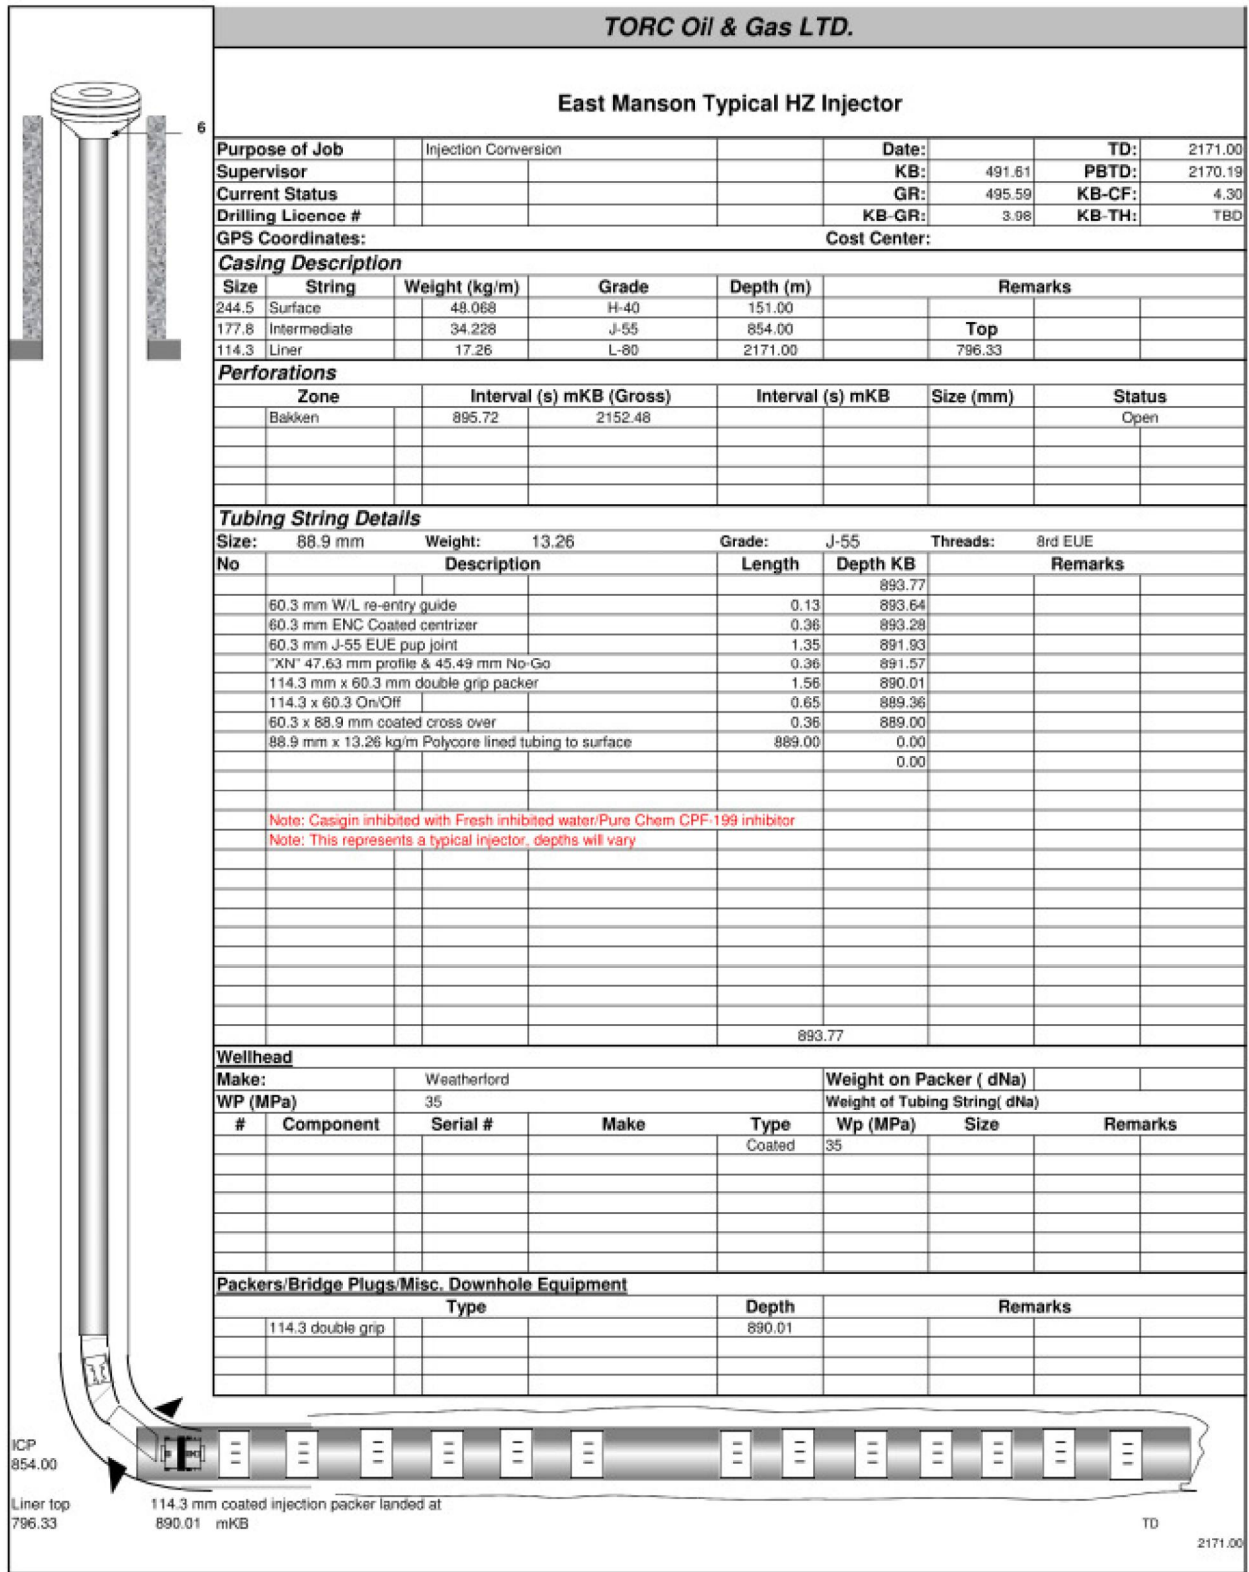 TORC Oil & Gas LTD.
East Manson Typical HZ Injector
6
Purpose of Job Injection Conversion Date: TD: 2171.00
Supervisor KB: 491.61 PBTD: 2170.19
Current Status GR: 495.59 KB-CF: 4.30
Drilling Licence # KB-GR: 3.98 KB-TH: TBD
GPS Coordinates: Cost Center:
Casing Description
Size String Weight (kg/m) Grade Depth (m) Remarks
244.5 Surface 48.068 H-40 151.00
177.8 Intermediate 34.228 J-55 854.00 Top
114.3 Liner 17.26 L-80 2171.00 796.33
Perforations
Zone Interval (s) mKB (Gross) Interval (s) mKB Size (mm) Status
Bakken 895.72 2152.48 Open
Tubing String Details
Size: 88.9 mm Weight: 13.26 Grade: J-55 Threads: 8rd EUE
No Description Length Depth KB Remarks
893.77
60.3 mm W/L re-entry guide 0.13 893.64
60.3 mm ENC Coated centrizer 0.36 893.28
60.3 mm J-55 EUE pup joint 1.35 891.93
"XN" 47.63 mm profile & 45.49 mm No-Go 0.36 891.57
114.3 mm x 60.3 mm double grip packer 1.56 890.01
114.3 x 60.3 On/Off 0.65 889.36
60.3 x 88.9 mm coated cross over 0.36 889.00
88.9 mm x 13.26 kg/m Polycore lined tubing to surface 889.00 0.00
0.00
Note: Casigin inhibited with Fresh inhibited water/Pure Chem CPF-199 inhibitor
Note: This represents a typical injector, depths will vary
893.77
Wellhead
Make: Weatherford Weight on Packer ( dNa)
WP (MPa) 35 Weight of Tubing String( dNa)
# Component Serial # Make Type Wp (MPa) Size Remarks
Coated 35
Packers/Bridge Plugs/Misc. Downhole Equipment
Type Depth Remarks
114.3 double grip 890.01
ICP
854.00
Liner top 114.3 mm coated injection packer landed at
796.33 890.01 mKB TD
2171.00